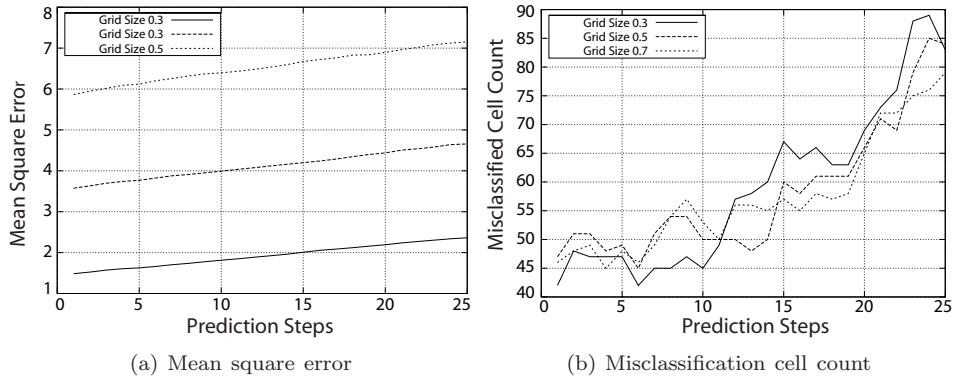 8
7
6
5
4
3
2
1
Mean Square Error
Grid Size 0.3
Grid Size 0.3
Grid Size 0.5
0 5 10 15 20 25
Prediction Steps
(a) Mean square error
90
85
80
75
70
65
60
55
50
45
40
Misclassified Cell Count
Grid Size 0.3
Grid Size 0.5
Grid Size 0.7
0 5 10 15 20 25
Prediction Steps
(b) Misclassification cell count